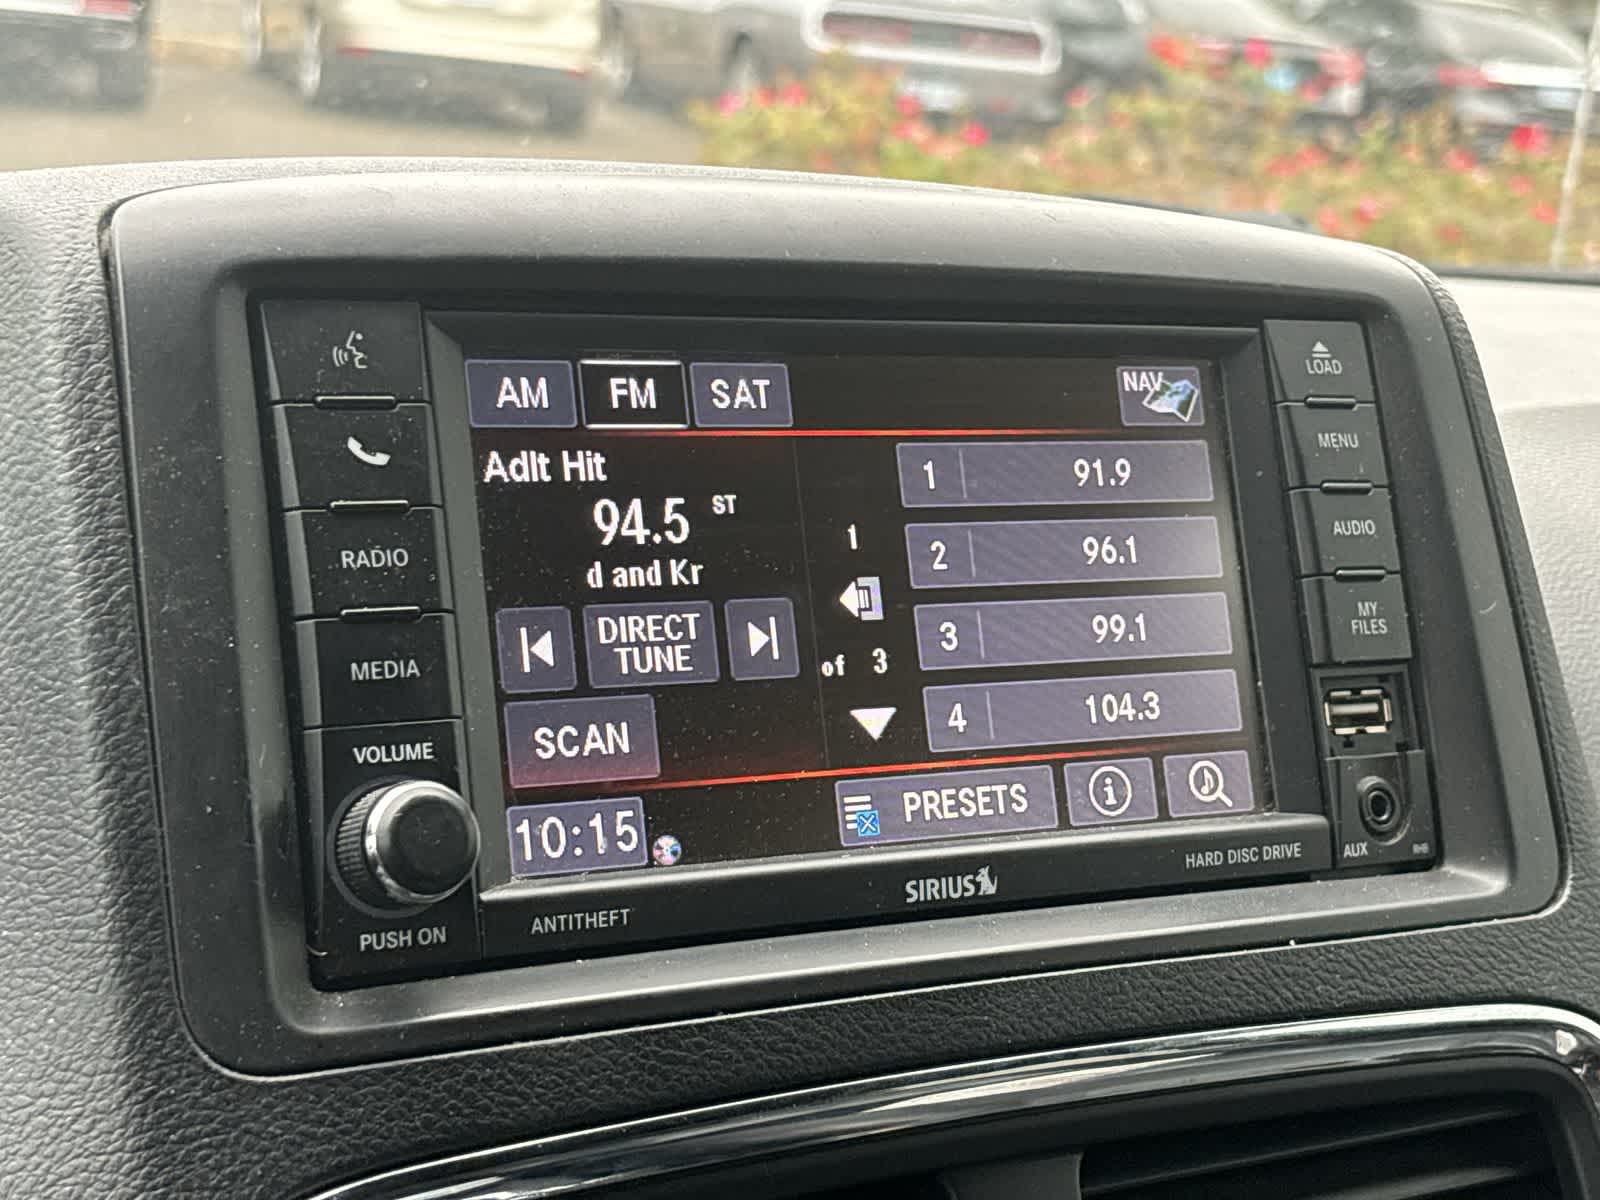 AM FM SAT NAV
Adlt Hit
94.5 ST
d and Kr
DIRECT
TUNE
SCAN
10:15
1
of 3
1 91.9
2 96.1
3 99.1
4 104.3
PRESETS
RADIO
MEDIA
VOLUME
PUSH ON
LOAD
MENU
AUDIO
MY
FILES
AUX
RHB
ANTITHEFT
SIRIUS
HARD DISC DRIVE